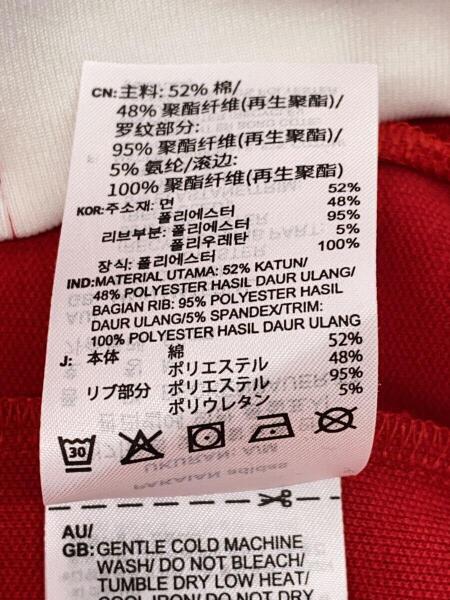 CN:主料: 52% 棉/
48% 聚酯纤维(再生聚酯)/
罗纹部分:
95% 聚酯纤维(再生聚酯)/
5% 氨纶/滚边:
100% 聚酯纤维(再生聚酯)
KOR:주소재: 면 52%
폴리에스터 48%
리브부분: 폴리에스터 95%
폴리우레탄 5%
장식: 폴리에스터 100%
IND:MATERIAL UTAMA: 52% KATUN/
48% POLYESTER HASIL DAUR ULANG/
BAGIAN RIB: 95% POLYESTER HASIL
DAUR ULANG/5% SPANDEX/TRIM:
100% POLYESTER HASIL DAUR ULANG
J: 本体 綿 52%
ポリエステル 48%
リブ部分 ポリエステル 95%
ポリウレタン 5%
30
AU/
GB:GENTLE COLD MACHINE
WASH/ DO NOT BLEACH/
TUMBLE DRY LOW HEAT/
COOL IRON/ DO NOT DRY